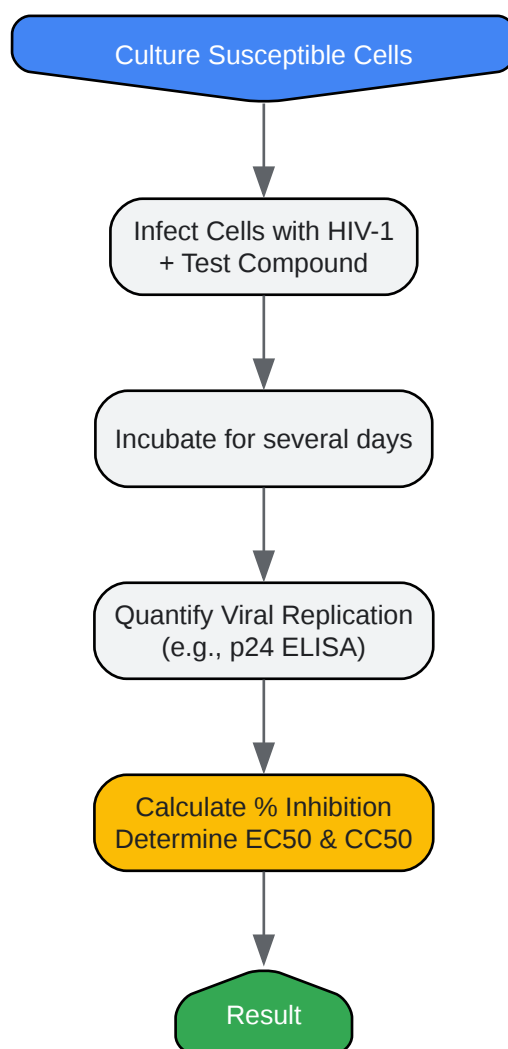 Culture Susceptible Cells
Infect Cells with HIV-1
+ Test Compound
Incubate for several days
Quantify Viral Replication
(e.g., p24 ELISA)
Calculate % Inhibition
Determine EC50 & CC50
Result